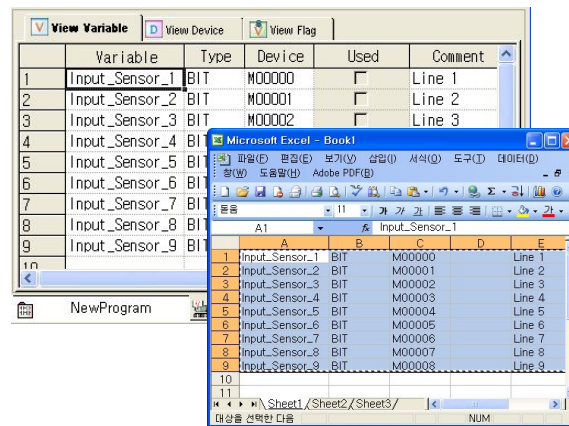 View Variable View Device View Flag
Variable Type Device Used Comment
1 Input_Sensor_1 BIT M00000 Line 1
2 Input_Sensor_2 BIT M00001 Line 2
3 Input_Sensor_3 BIT M00002 Line 3
4 Input_Sensor_4
5 Input_Sensor_5
6 Input_Sensor_6
7 Input_Sensor_7
8 Input_Sensor_8
9 Input_Sensor_9
10
NewProgram
Microsoft Excel - Book1
파일(F) 편집(E) 보기(V) 삽입(I) 서식(O) 도구(T) 데이터(D)
창(W) 도움말(H) Adobe PDF(B)
돋움 11 가 가 가 가
A1 fx Input_Sensor_1
A B C D E
1 Input_Sensor_1 BIT M00000 Line 1
2 Input_Sensor_2 BIT M00001 Line 2
3 Input_Sensor_3 BIT M00002 Line 3
4 Input_Sensor_4 BIT M00003 Line 4
5 Input_Sensor_5 BIT M00004 Line 5
6 Input_Sensor_6 BIT M00005 Line 6
7 Input_Sensor_7 BIT M00006 Line 7
8 Input_Sensor_8 BIT M00007 Line 8
9 Input_Sensor_9 BIT M00008 Line 9
10
11
Sheet1 Sheet2 Sheet3
대상을 선택한 다음 NUM